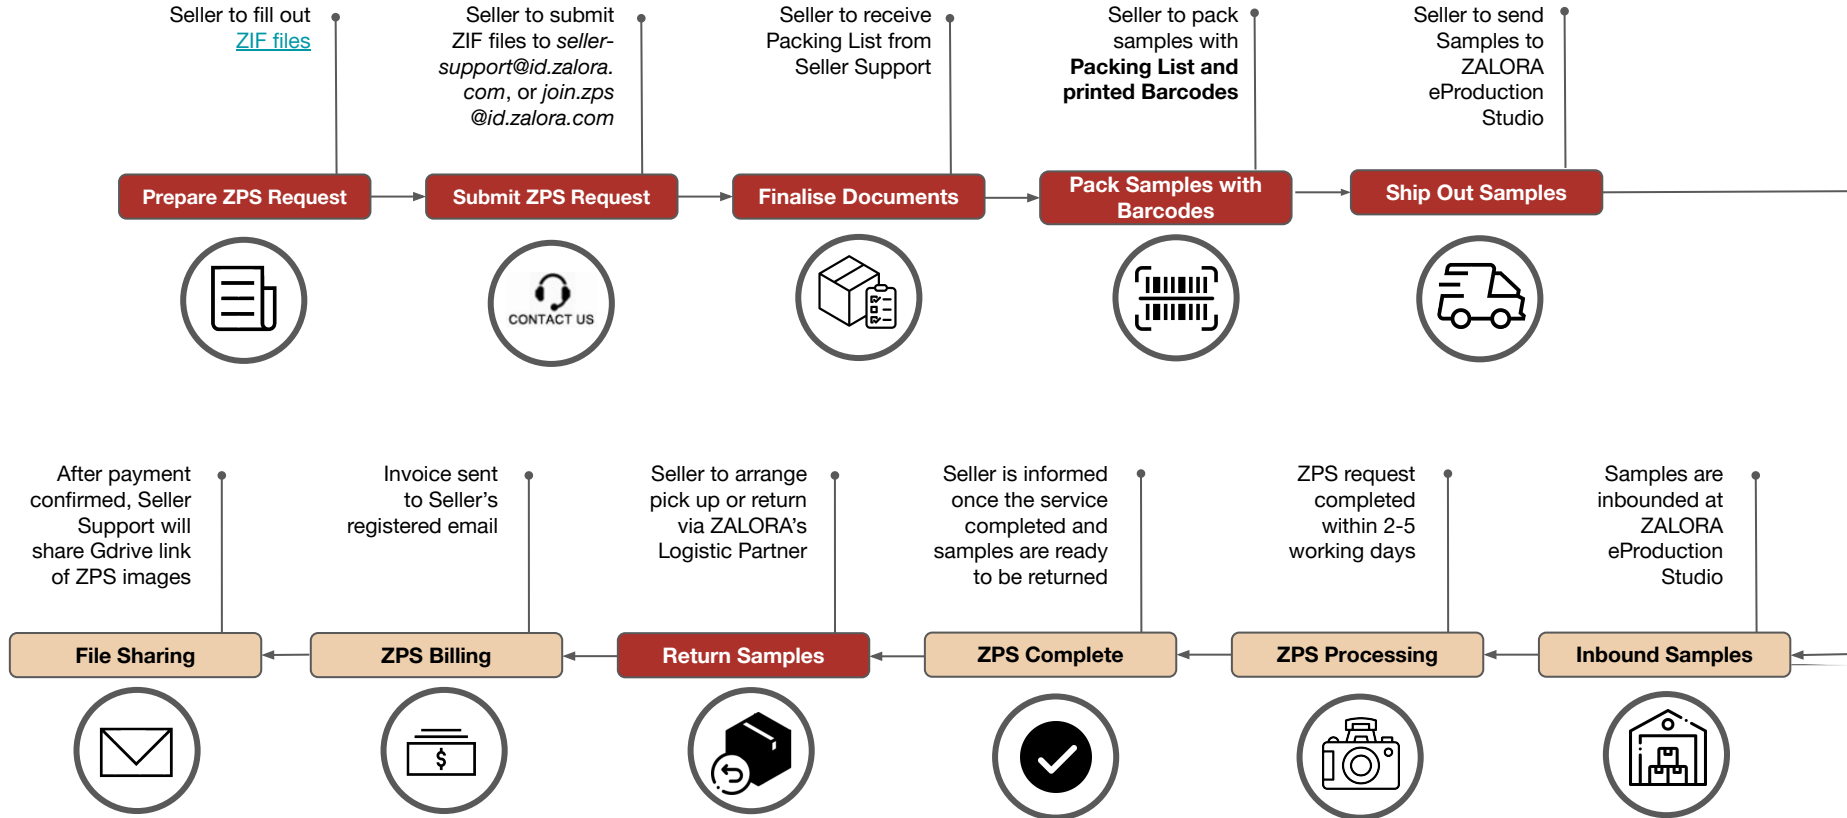 Seller to fill out
ZIF files
Seller to submit
ZIF files to seller-
support@id.zalora.
com, or join.zps
@id.zalora.com
Seller to receive
Packing List from
Seller Support
Seller to pack
samples with
Packing List and
printed Barcodes
Seller to send
Samples to
ZALORA
eProduction
Studio
Prepare ZPS Request
Submit ZPS Request
Finalise Documents
Pack Samples with
Barcodes
Ship Out Samples
CONTACT US
After payment
confirmed, Seller
Support will
share Gdrive link
of ZPS images
Invoice sent
to Seller's
registered email
Seller to arrange
pick up or return
via ZALORA's
Logistic Partner
Seller is informed
once the service
completed and
samples are ready
to be returned
ZPS request
completed
within 2-5
working days
Samples are
inbounded at
ZALORA
eProduction
Studio
File Sharing
ZPS Billing
Return Samples
ZPS Complete
ZPS Processing
Inbound Samples
$